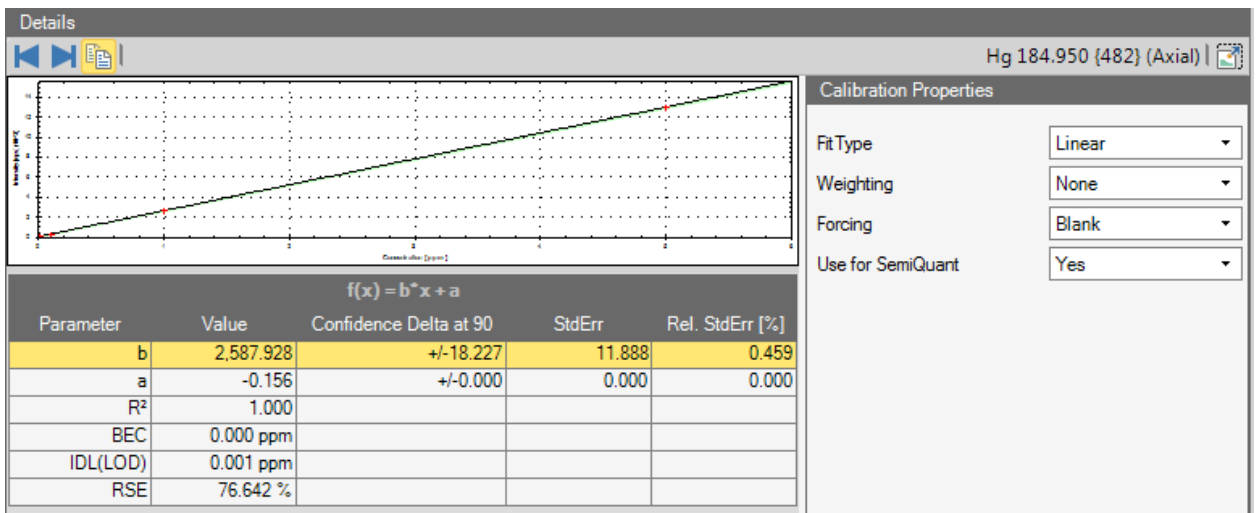 Details
Hg 184.950 {482} (Axial)
Calibration Properties
Fit Type Linear
Weighting None
Forcing Blank
Use for SemiQuant Yes
f(x) = b*x + a
Parameter Value Confidence Delta at 90 StdErr Rel. StdErr [%]
b 2,587.928 +/-18.227 11.888 0.459
a -0.156 +/-0.000 0.000 0.000
R² 1.000
BEC 0.000 ppm
IDL(LOD) 0.001 ppm
RSE 76.642 %